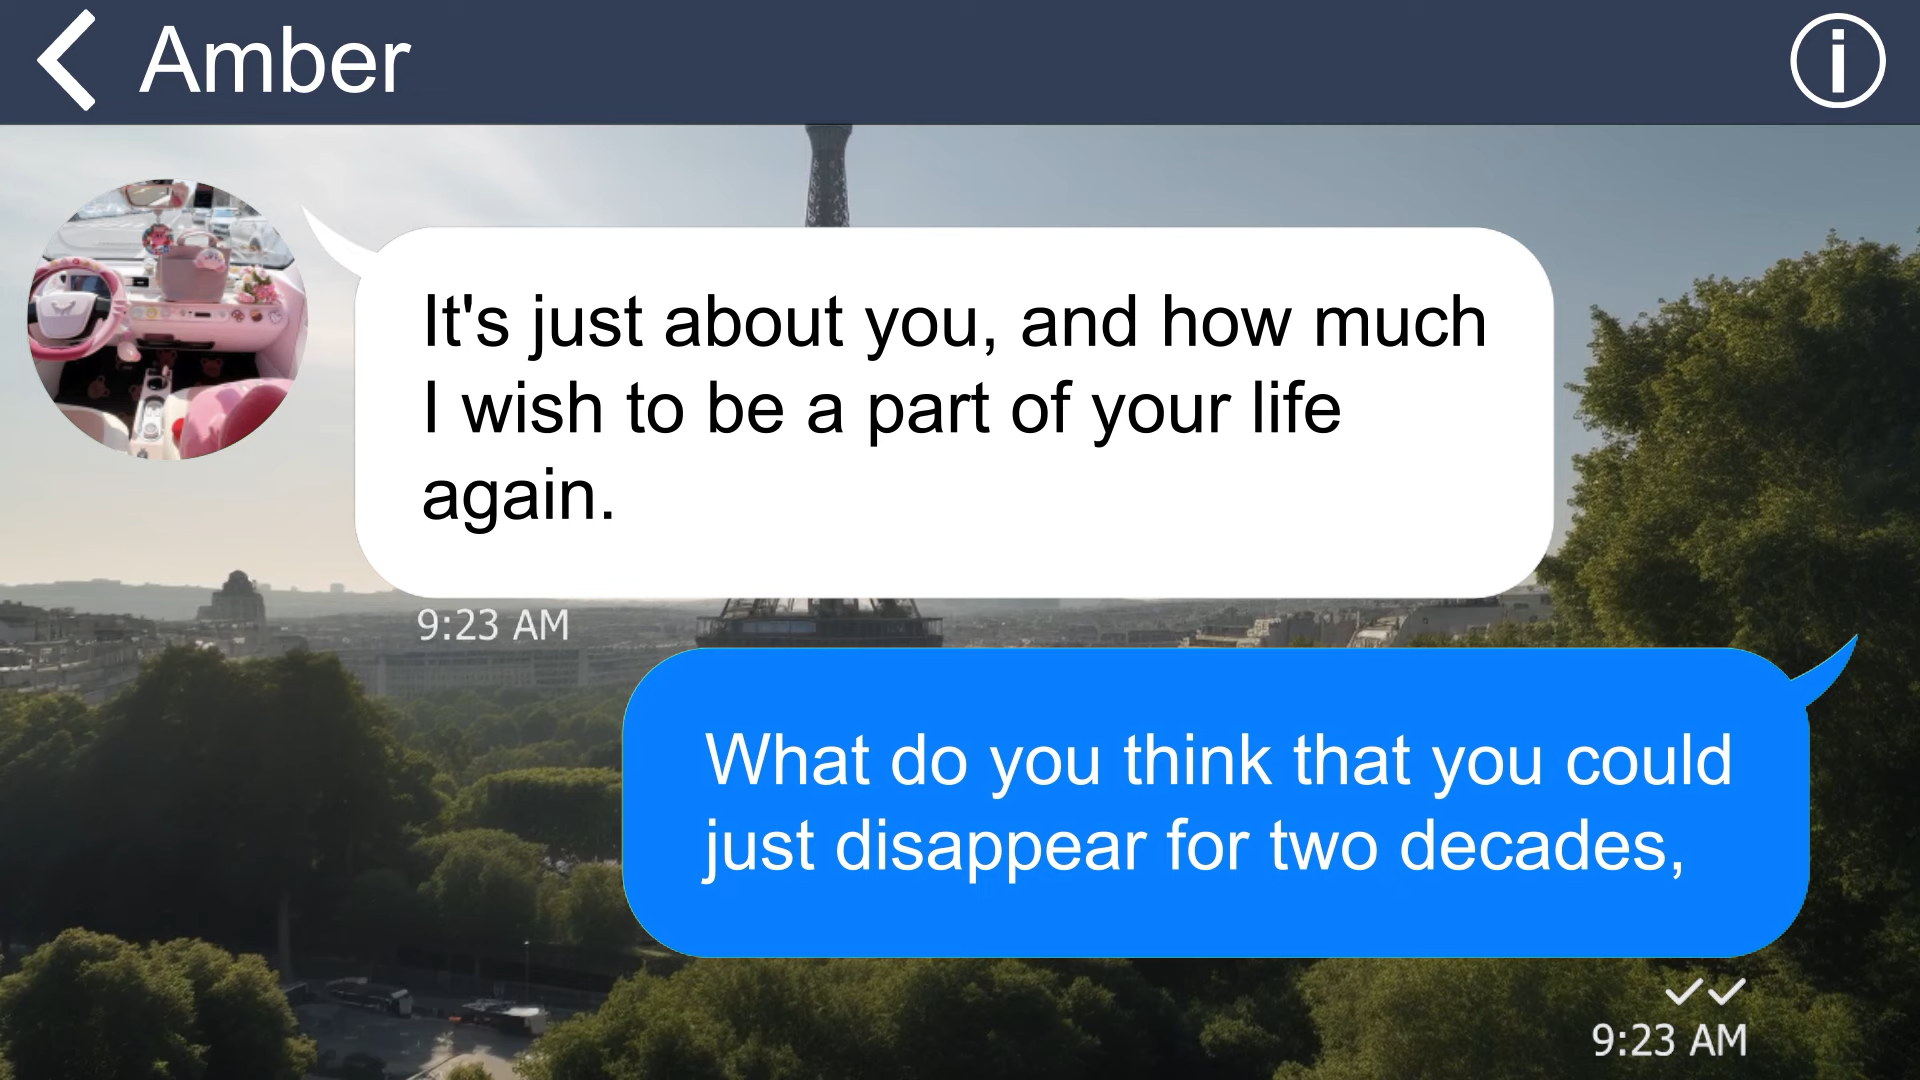 Amber
It's just about you, and how much
I wish to be a part of your life
again.
9:23 AM
What do you think that you could
just disappear for two decades,
9:23 AM